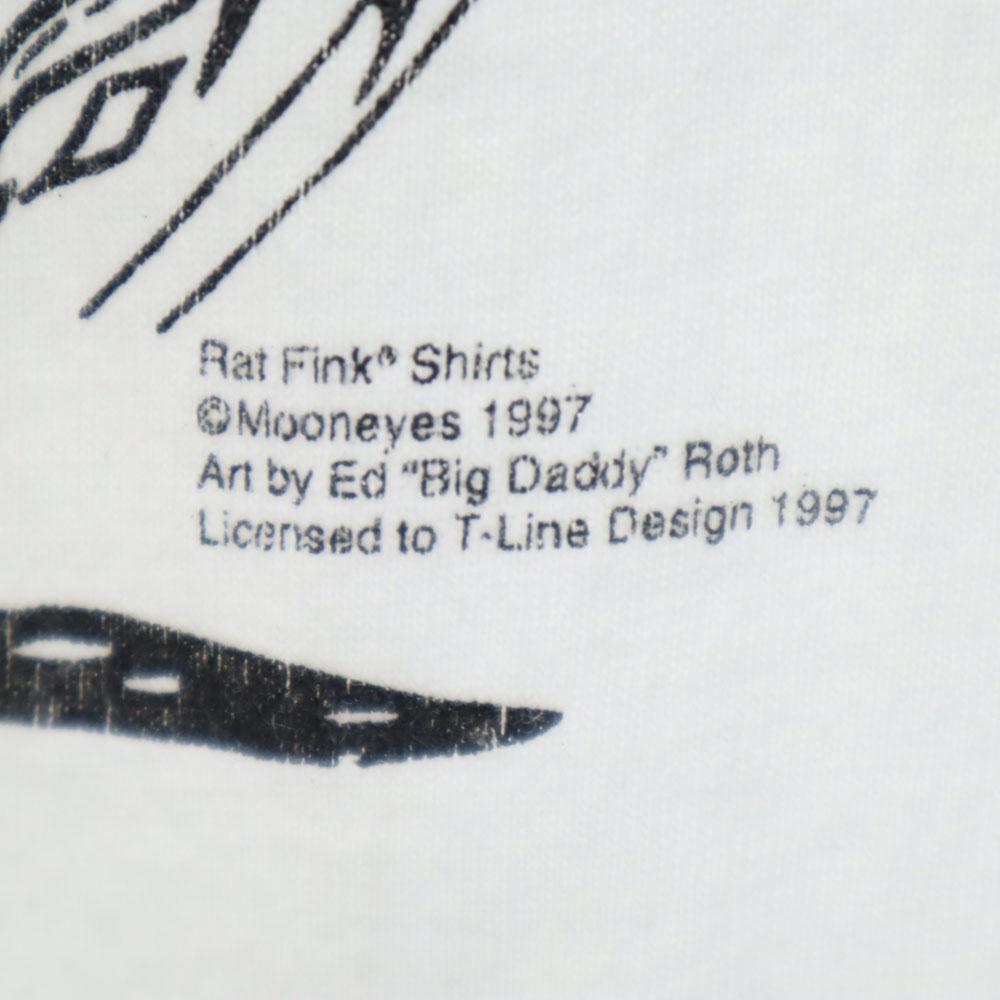 Rat Fink® Shirts
©Mooneyes 1997
Art by Ed “Big Daddy” Roth
Licensed to T-Line Design 1997